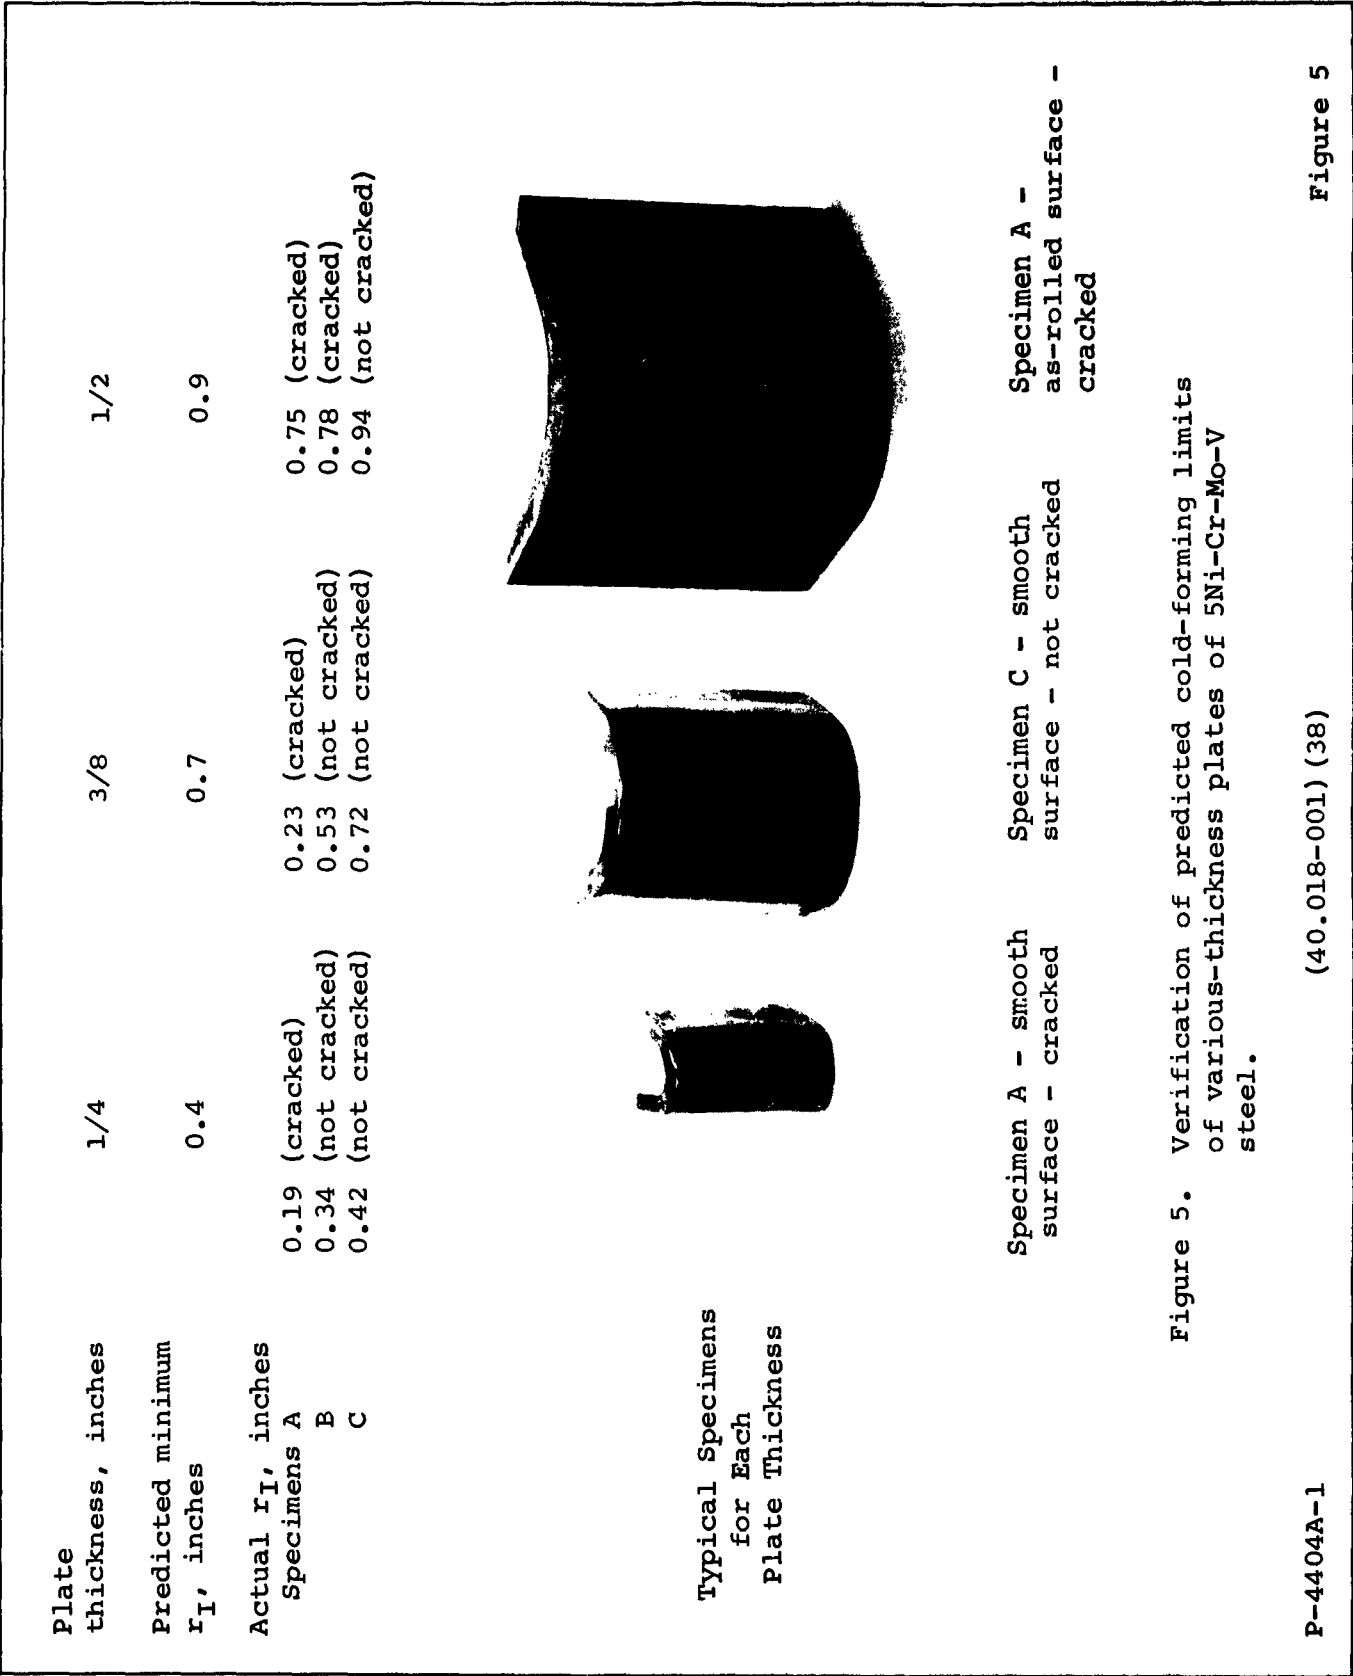 Plate
thickness, inches 1/4 3/8 1/2
Predicted minimum
rI, inches 0.4 0.7 0.9
Actual rI, inches
Specimens A 0.19 (cracked) 0.23 (cracked) 0.75 (cracked)
B 0.34 (not cracked) 0.53 (not cracked) 0.78 (cracked)
C 0.42 (not cracked) 0.72 (not cracked) 0.94 (not cracked)
Typical Specimens
for Each
Plate Thickness
Specimen A - smooth
surface - cracked
Specimen C - smooth
surface - not cracked
Specimen A -
as-rolled surface -
cracked
Figure 5. Verification of predicted cold-forming limits
of various-thickness plates of 5Ni-Cr-Mo-V
steel.
P-4404A-1 (40.018-001)(38) Figure 5